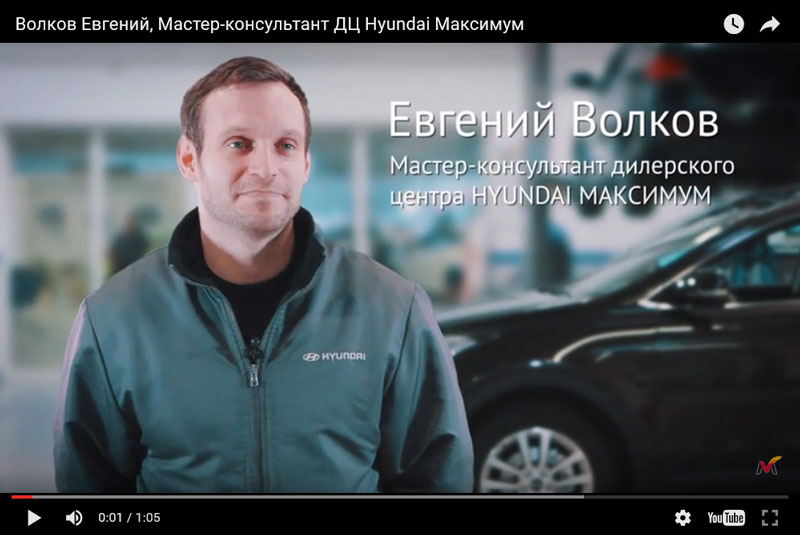 Волков Евгений, Мастер-консультант ДЦ Hyundai Максимум
Евгений Волков
Мастер-консультант дилерского
центра HYUNDAI МАКСИМУМ
HYUNDAI
0:01 / 1:05
YouTube